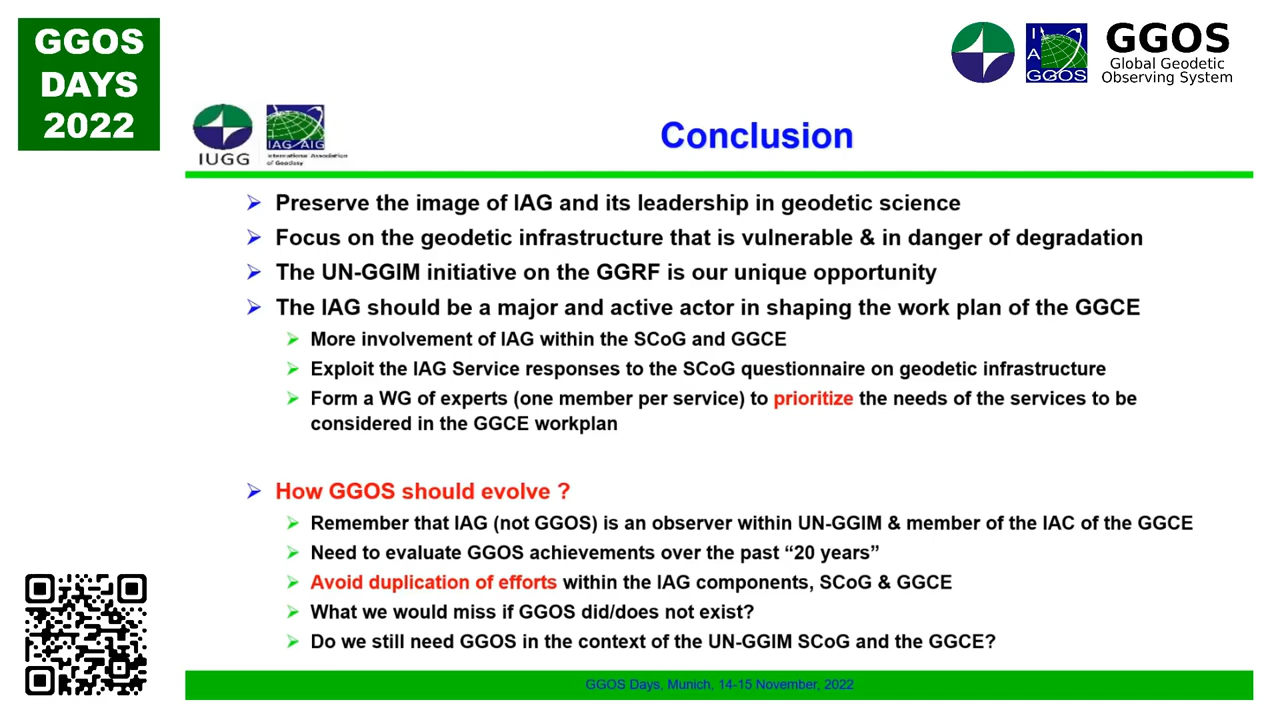 GGOS
DAYS
2022
I
A
GGOS
GGOS
Global Geodetic
Observing System
IUGG
IAG AIG
International Association
of Geodesy
Conclusion
Preserve the image of IAG and its leadership in geodetic science
Focus on the geodetic infrastructure that is vulnerable & in danger of degradation
The UN-GGIM initiative on the GGRF is our unique opportunity
The IAG should be a major and active actor in shaping the work plan of the GGCE
More involvement of IAG within the SCoG and GGCE
Exploit the IAG Service responses to the SCoG questionnaire on geodetic infrastructure
Form a WG of experts (one member per service) to prioritize the needs of the services to be
considered in the GGCE workplan
How GGOS should evolve ?
Remember that IAG (not GGOS) is an observer within UN-GGIM & member of the IAC of the GGCE
Need to evaluate GGOS achievements over the past “20 years”
Avoid duplication of efforts within the IAG components, SCoG & GGCE
What we would miss if GGOS did/does not exist?
Do we still need GGOS in the context of the UN-GGIM SCoG and the GGCE?
GGOS Days, Munich, 14-15 November, 2022